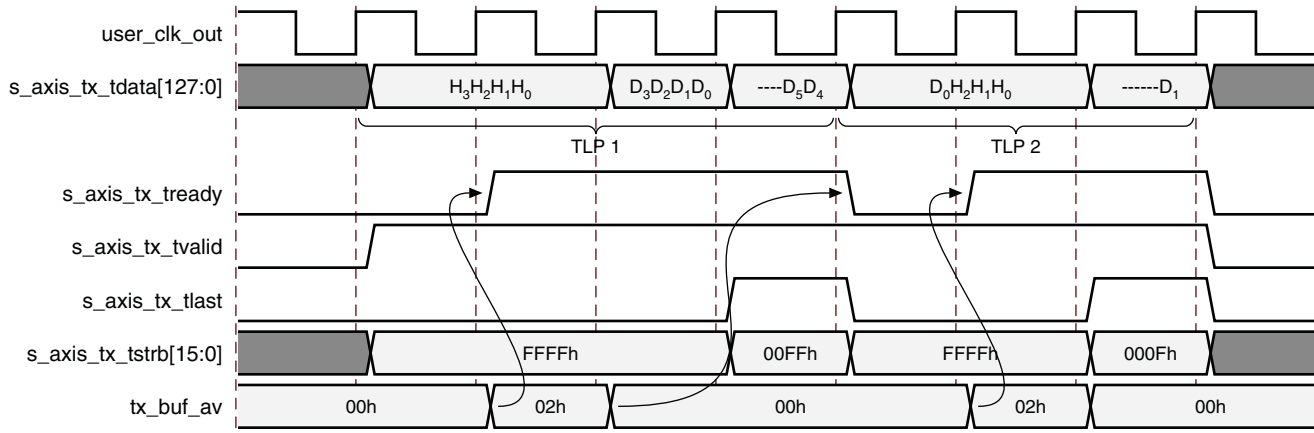 user_clk_out
s_axis_tx_tdata[127:0] H₃H₂H₁H₀ D₃D₂D₁D₀ ----D₅D₄ D₀H₂H₁H₀ ------D₁
TLP 1 TLP 2
s_axis_tx_tready
s_axis_tx_tvalid
s_axis_tx_tlast
s_axis_tx_tstrb[15:0] FFFFh 00FFh FFFFh 000Fh
tx_buf_av 00h 02h 00h 02h 00h